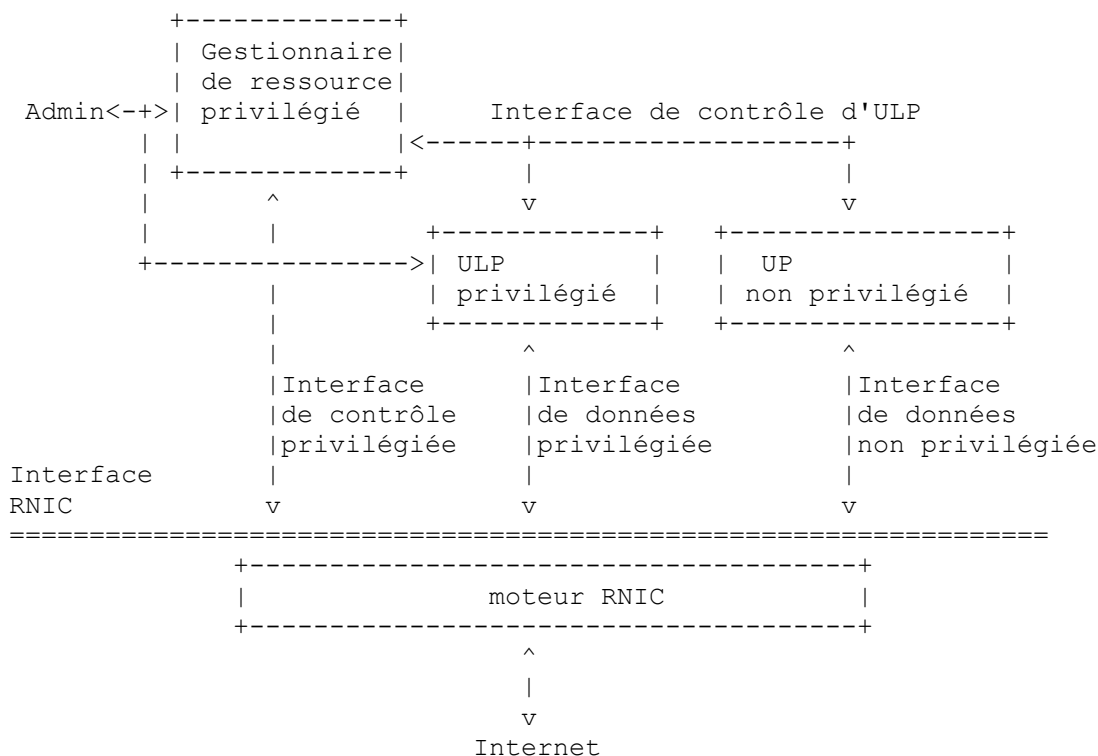 Gestionnaire
de ressource
Admin privilégié Interface de contrôle d'ULP
ULP UP
privilégié non privilégié
Interface Interface Interface
de contrôle de données de données
privilégiée privilégiée non privilégiée
Interface
RNIC
moteur RNIC
Internet